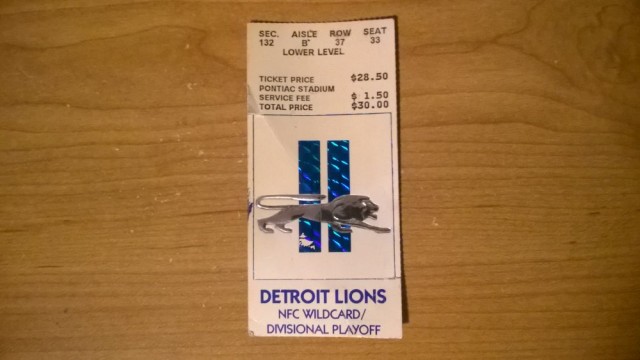 SEC. AISLE ROW SEAT
132 B 37 33
LOWER LEVEL
TICKET PRICE $28.50
PONTIAC STADIUM
SERVICE FEE $ 1.50
TOTAL PRICE $30.00
DETROIT LIONS
NFC WILDCARD/
DIVISIONAL PLAYOFF